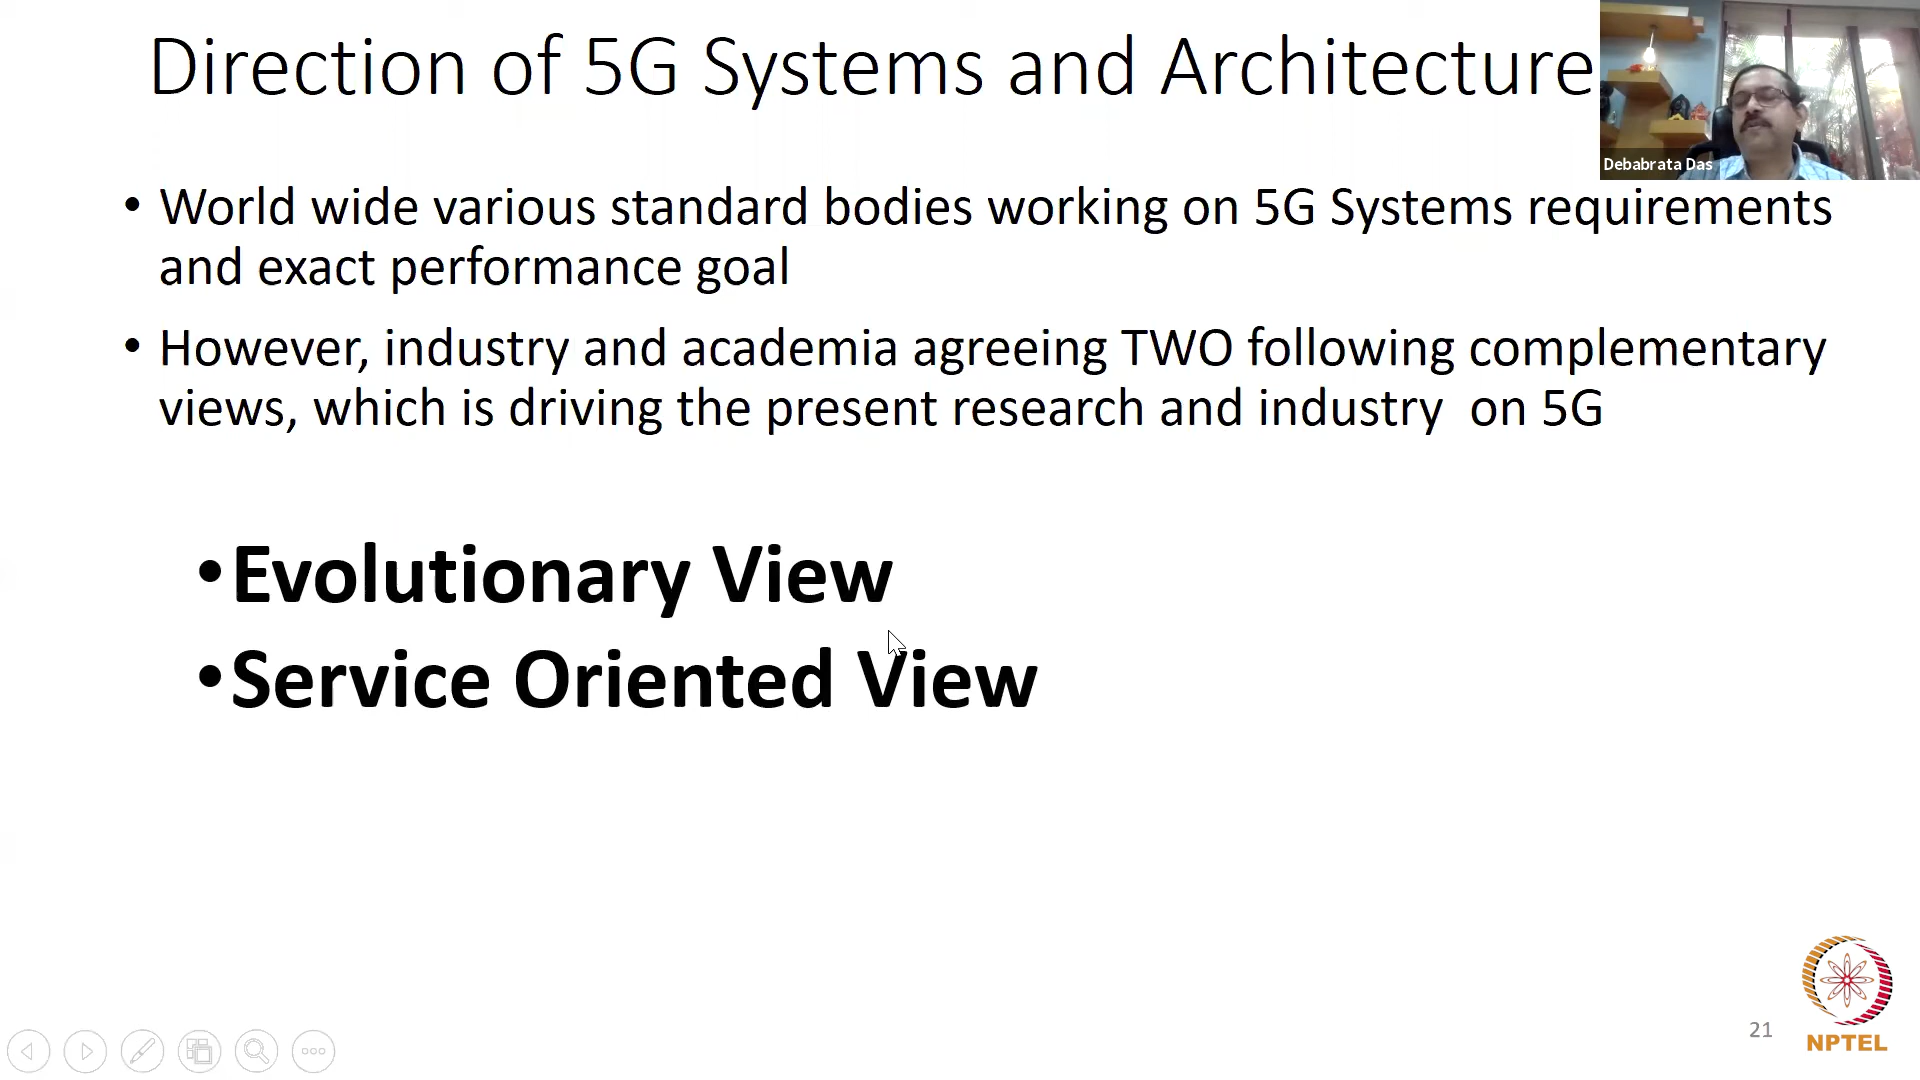 Direction of 5G Systems and Architecture
Debabrata Das
• World wide various standard bodies working on 5G Systems requirements
and exact performance goal
• However, industry and academia agreeing TWO following complementary
views, which is driving the present research and industry on 5G
• Evolutionary View
• Service Oriented View
21
NPTEL